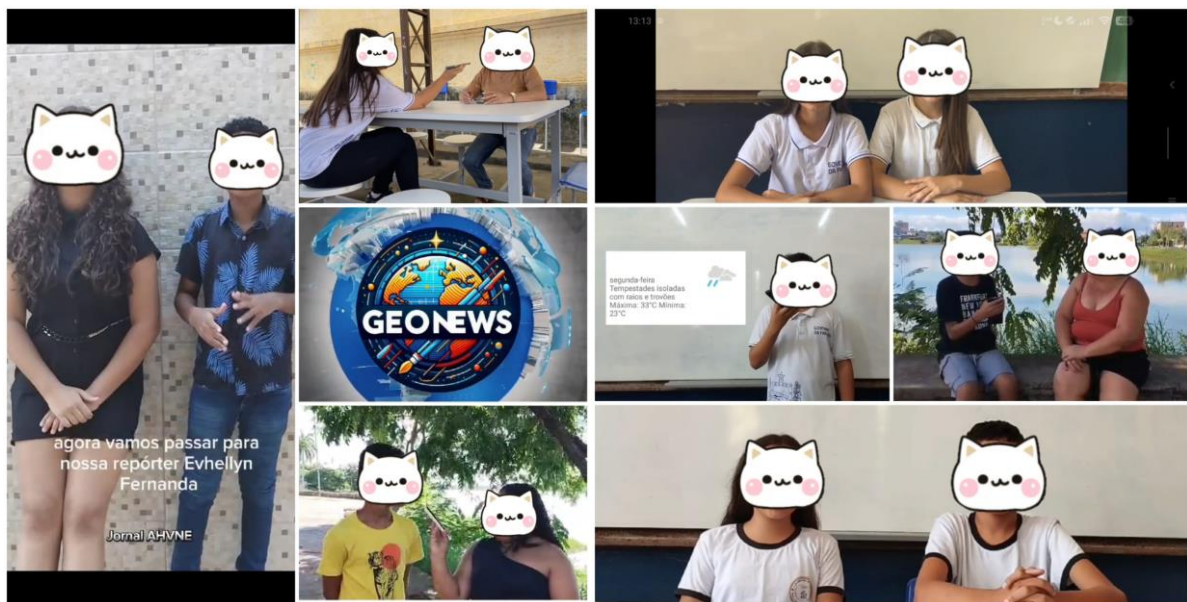 agora vamos passar para
nossa repórter Evhellyn
Fernanda
Jornal AHVNE
GEONEWS
13:13
segunda-feira
Tempestades isoladas
com raios e trovões
Máxima: 33°C Mínima:
23°C